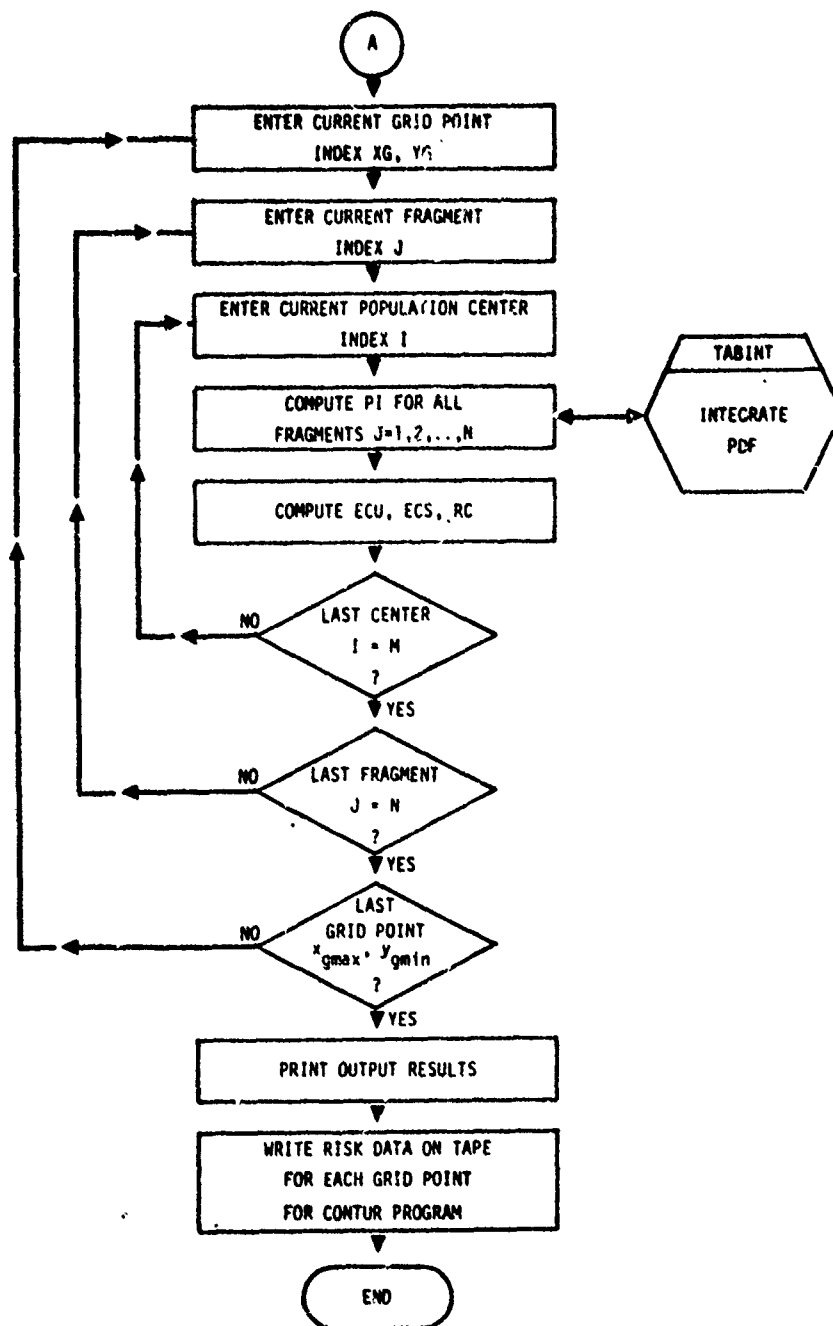 A
ENTER CURRENT GRID POINT
INDEX XG, YG
ENTER CURRENT FRAGMENT
INDEX J
ENTER CURRENT POPULATION CENTER
INDEX I
COMPUTE PI FOR ALL
FRAGMENTS J=1,2,..,N
TABINT
INTEGRATE
PDF
COMPUTE ECU, ECS, RC
LAST CENTER
I = M
?
NO
YES
LAST FRAGMENT
J = N
?
NO
YES
LAST
GRID POINT
xgmax, ygmin
?
NO
YES
PRINT OUTPUT RESULTS
WRITE RISK DATA ON TAPE
FOR EACH GRID POINT
FOR CONTUR PROGRAM
END